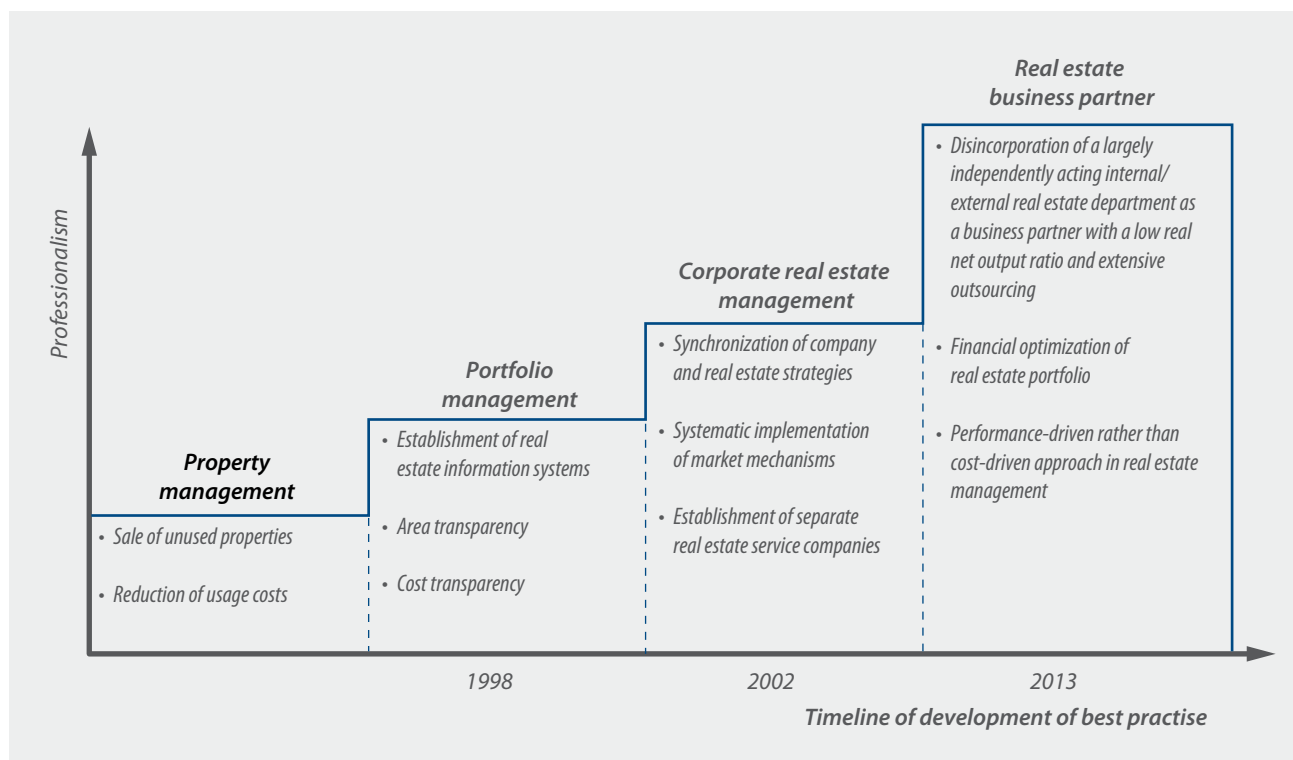 Professionalism
Property
management
• Sale of unused properties
• Reduction of usage costs
Portfolio
management
• Establishment of real
estate information systems
• Area transparency
• Cost transparency
Corporate real estate
management
• Synchronization of company
and real estate strategies
• Systematic implementation
of market mechanisms
• Establishment of separate
real estate service companies
Real estate
business partner
• Disincorporation of a largely
independently acting internal/
external real estate department as
a business partner with a low real
net output ratio and extensive
outsourcing
• Financial optimization of
real estate portfolio
• Performance-driven rather than
cost-driven approach in real estate
management
1998
2002
2013
Timeline of development of best practise